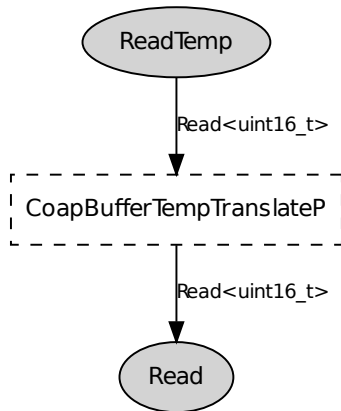 ReadTemp
Read<uint16_t>
CoapBufferTempTranslateP
Read<uint16_t>
Read